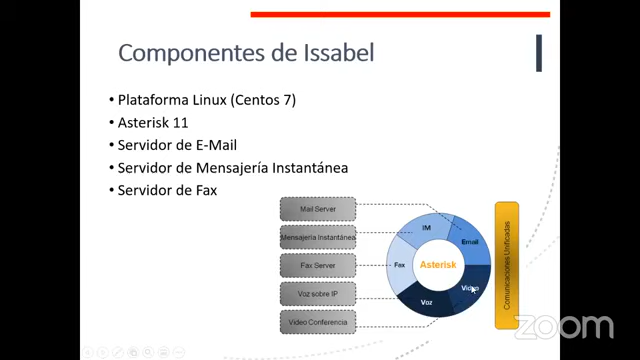 Componentes de Issabel
• Plataforma Linux (Centos 7)
• Asterisk 11
• Servidor de E-Mail
• Servidor de Mensajería Instantánea
• Servidor de Fax
Mail Server
Mensajería Instantánea
Fax Server
Voz sobre IP
Video Conferencia
IM
Email
Fax
Asterisk
Video
Voz
Comunicaciones Unificadas
zoom